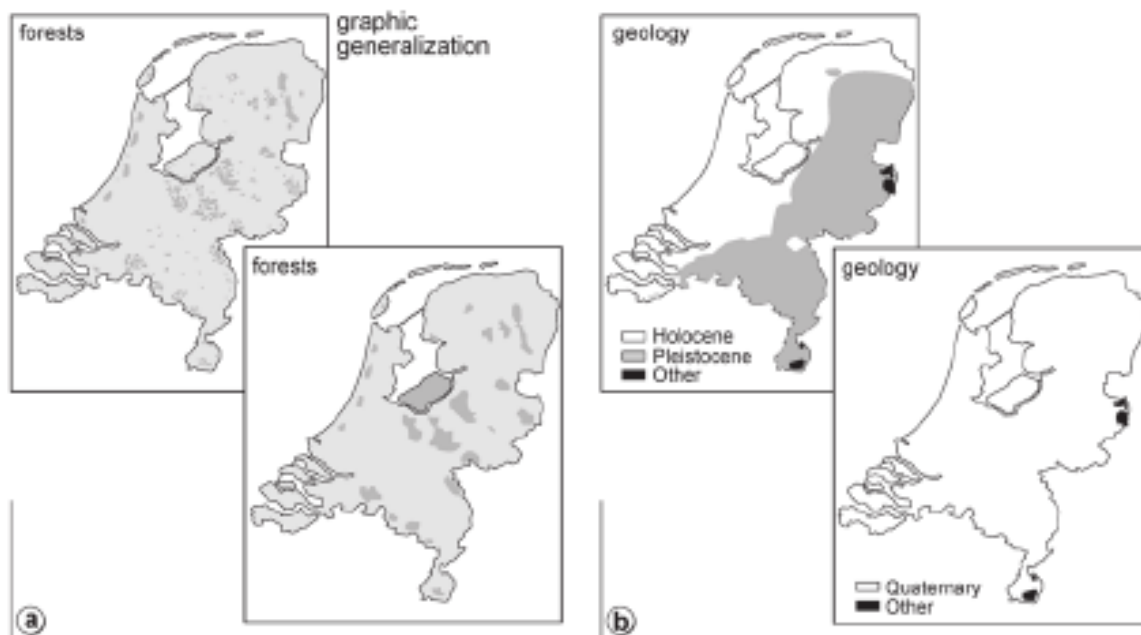 forests
graphic
generalization
forests
a
geology
Holocene
Pleistocene
Other
geology
Quaternary
Other
b